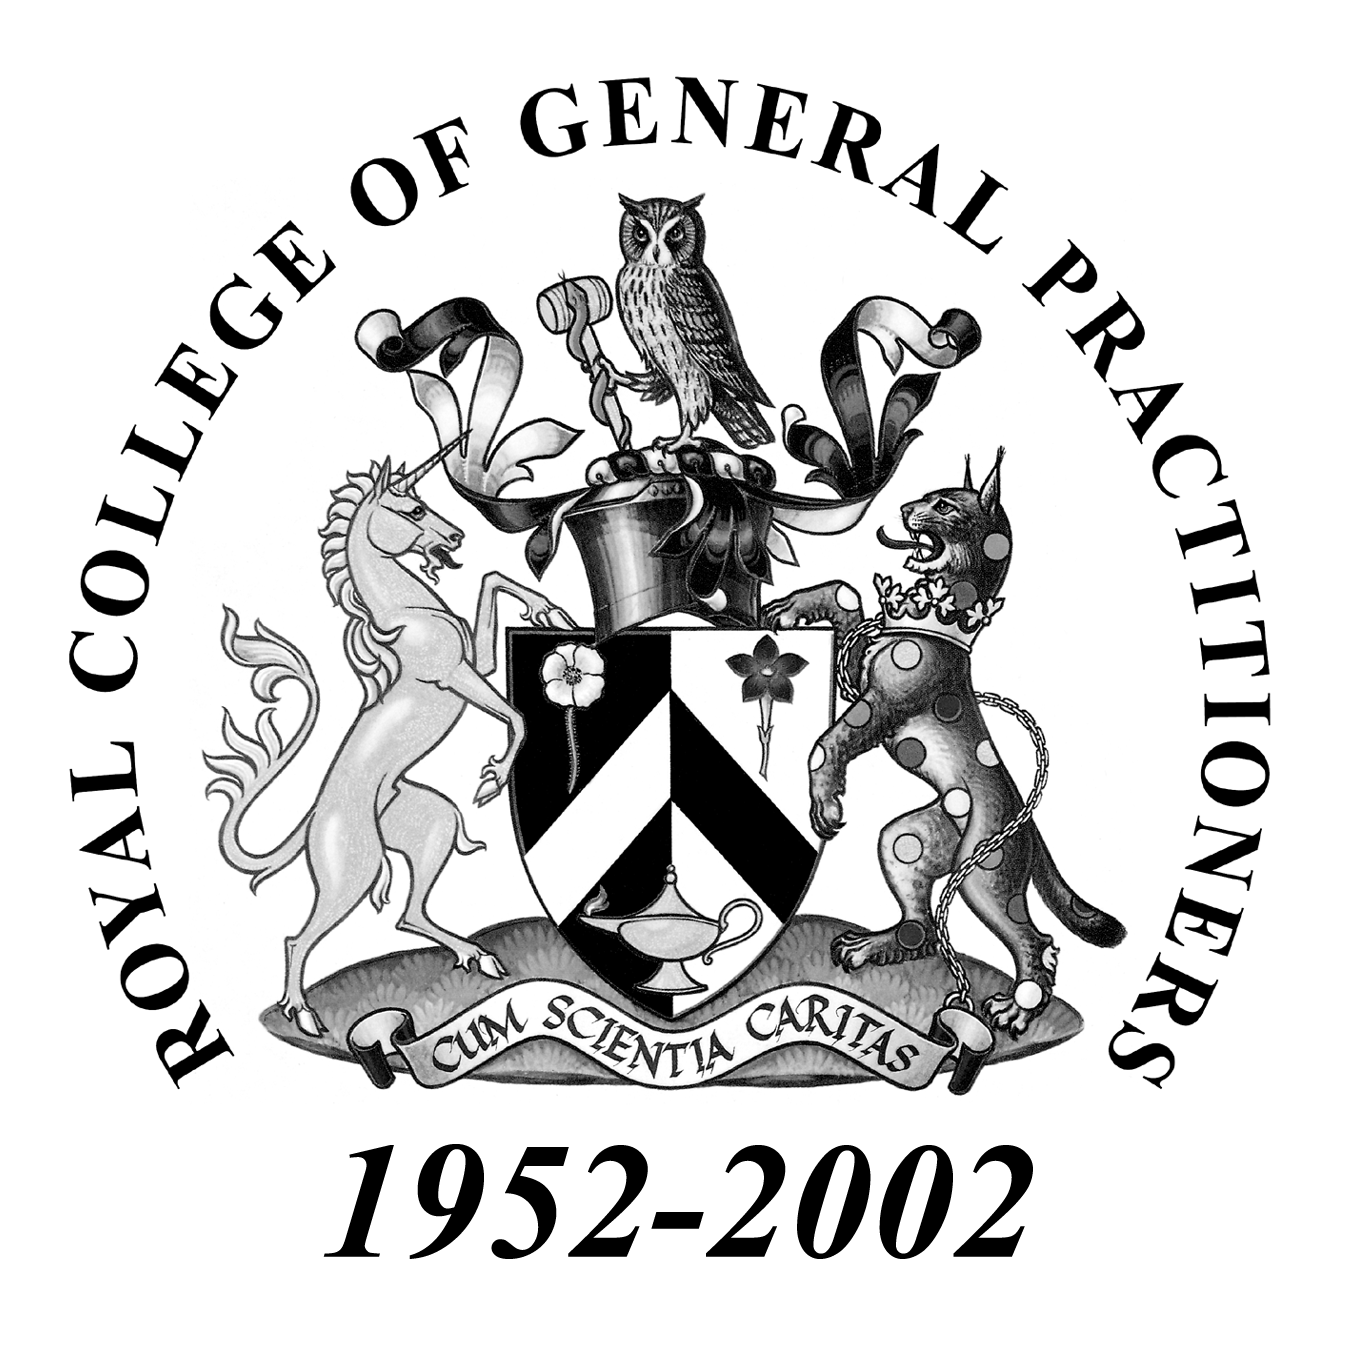 ROYAL COLLEGE OF GENERAL PRACTITIONERS
CUM SCIENTIA CARITAS
1952-2002